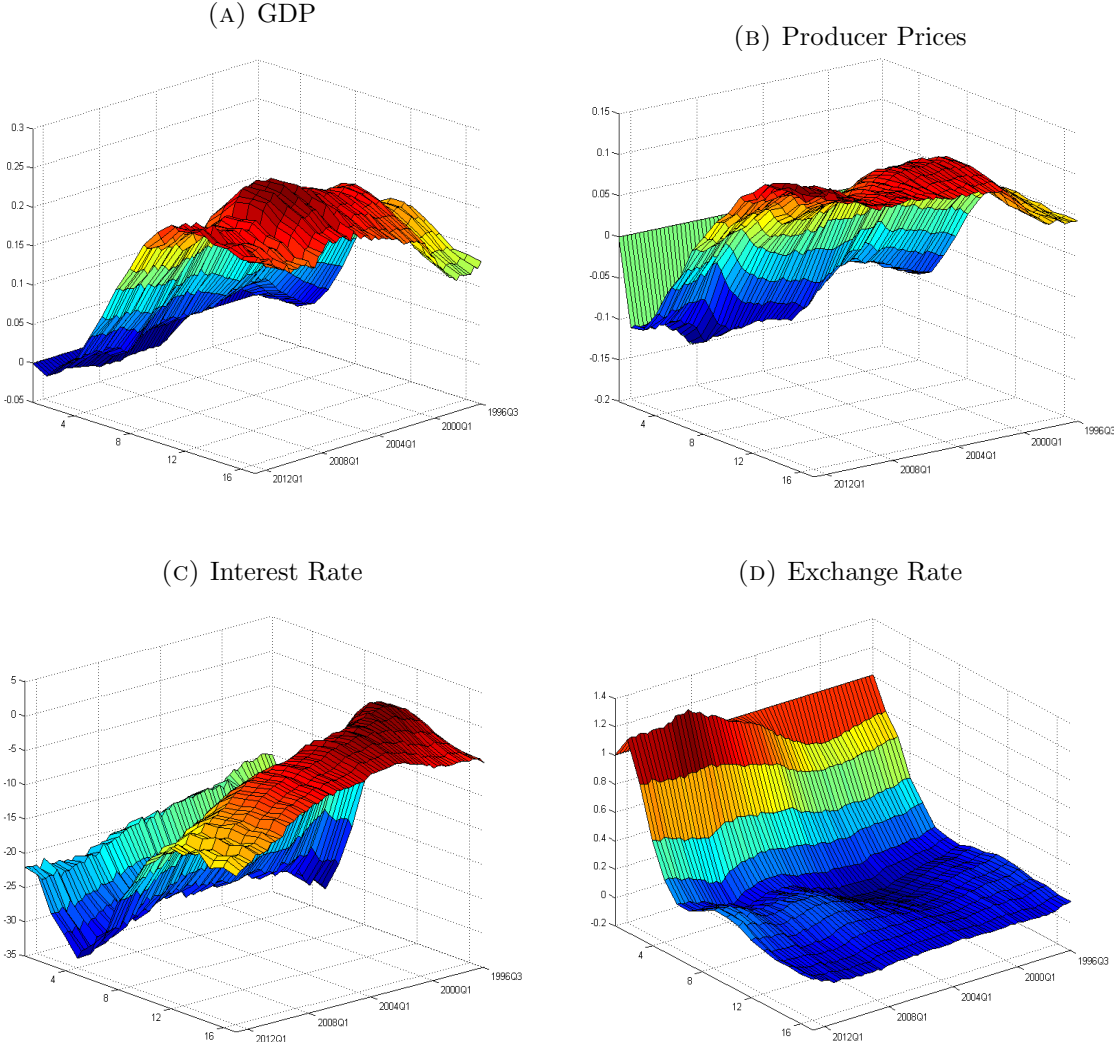 (A) GDP
0.3
0.25
0.2
0.15
0.1
0.05
0
-0.05
4
8
12
16
2012Q1
2008Q1
2004Q1
2000Q1
1996Q3
(B) Producer Prices
0.15
0.1
0.05
0
-0.05
-0.1
-0.15
-0.2
4
8
12
16
2012Q1
2008Q1
2004Q1
2000Q1
1996Q3
(C) Interest Rate
5
0
-5
-10
-15
-20
-25
-30
-35
4
8
12
16
2012Q1
2008Q1
2004Q1
2000Q1
1996Q3
(D) Exchange Rate
1.4
1.2
1
0.8
0.6
0.4
0.2
0
-0.2
4
8
12
16
2012Q1
2008Q1
2004Q1
2000Q1
1996Q3